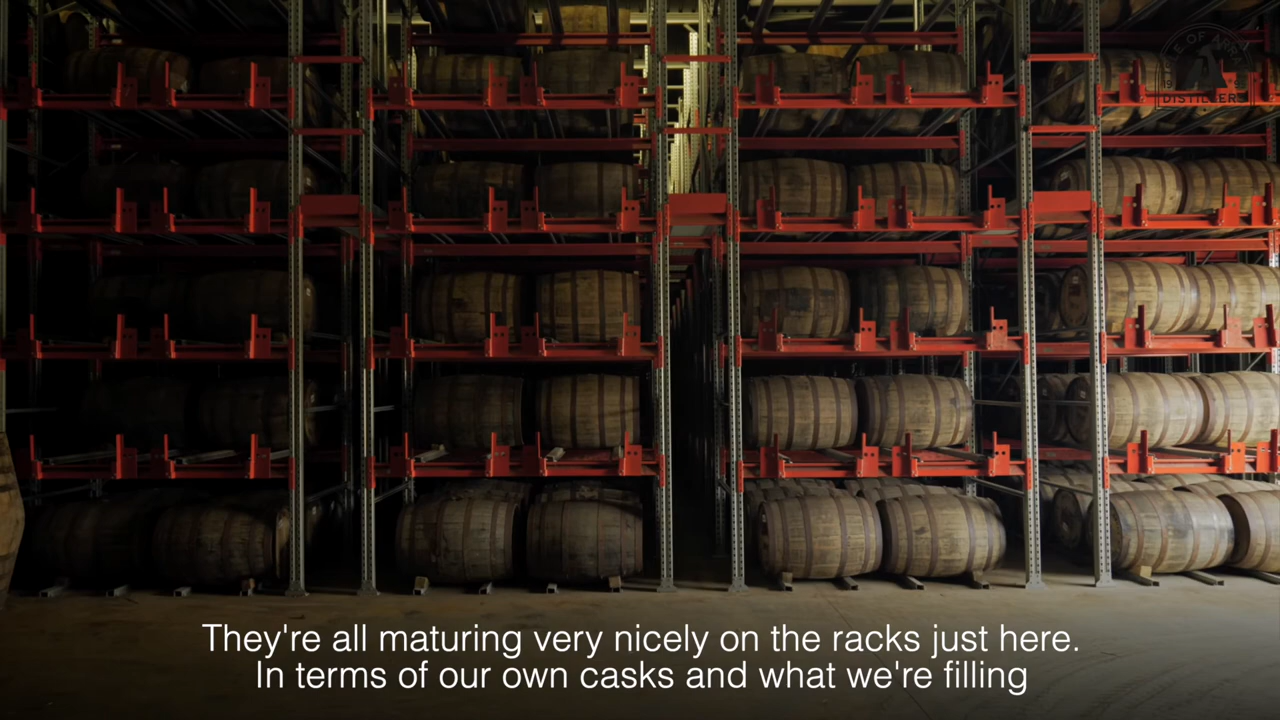 DISTILLERS
They're all maturing very nicely on the racks just here.
In terms of our own casks and what we're filling